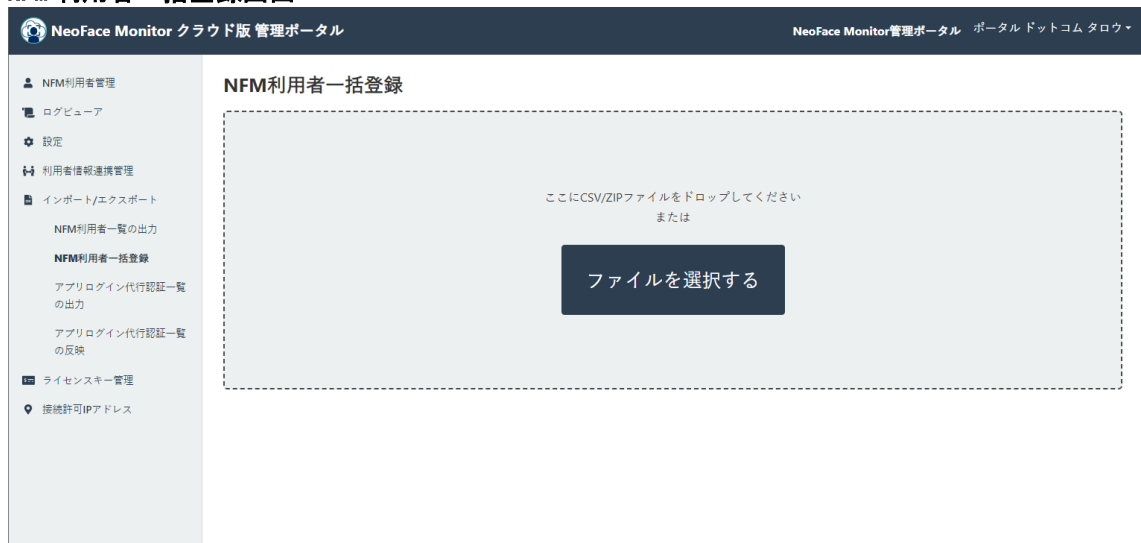 NeoFace Monitor クラウド版 管理ポータル
NeoFace Monitor管理ポータル
ポータル ドットコム タロウ
NFM利用者管理
ログビューア
設定
利用者情報連携管理
インポート/エクスポート
NFM利用者一覧の出力
NFM利用者一括登録
アプリログイン代行認証一覧
の出力
アプリログイン代行認証一覧
の反映
ライセンスキー管理
接続許可IPアドレス
NFM利用者一括登録
ここにCSV/ZIPファイルをドロップしてください
または
ファイルを選択する